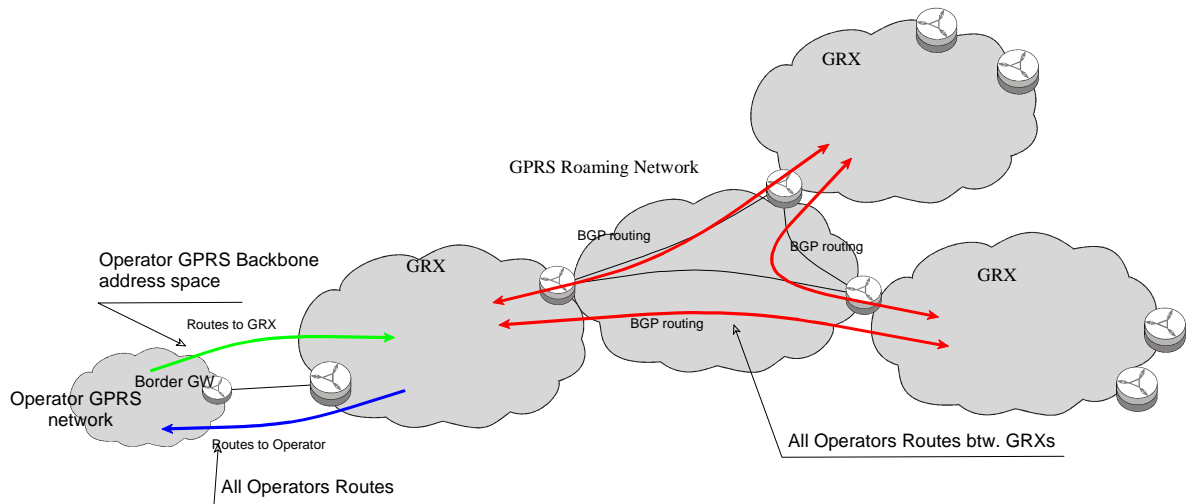 GRX
GPRS Roaming Network
BGP routing
BGP routing
Operator GPRS Backbone
address space
GRX
GRX
Routes to GRX
BGP routing
Border GW
Operator GPRS
network
Routes to Operator
All Operators Routes btw. GRXs
All Operators Routes